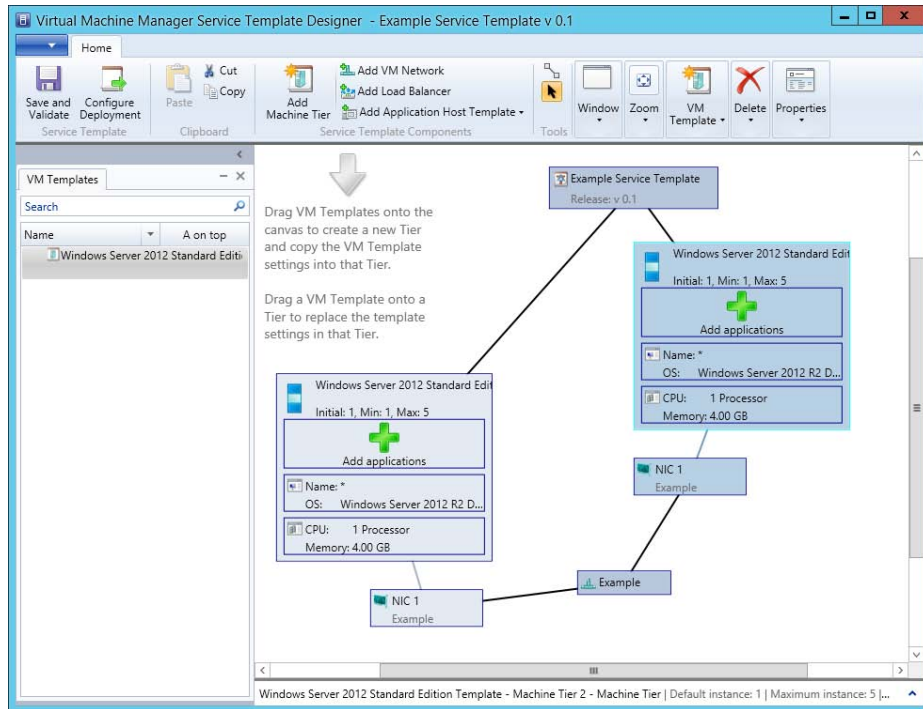 Virtual Machine Manager Service Template Designer - Example Service Template v 0.1
Home
Save and Validate
Configure Deployment
Service Template
Paste
Cut
Copy
Clipboard
Add Machine Tier
Add VM Network
Add Load Balancer
Add Application Host Template
Service Template Components
Tools
Window
Zoom
VM Template
Delete
Properties
VM Templates
Search
Name
A on top
Windows Server 2012 Standard Editi
Drag VM Templates onto the
canvas to create a new Tier
and copy the VM Template
settings into that Tier.
Drag a VM Template onto a
Tier to replace the template
settings in that Tier.
Example Service Template
Release: v 0.1
Windows Server 2012 Standard Edit
Initial: 1, Min: 1, Max: 5
Add applications
Name: *
OS: Windows Server 2012 R2 D...
CPU: 1 Processor
Memory: 4.00 GB
NIC 1
Example
Windows Server 2012 Standard Edit
Initial: 1, Min: 1, Max: 5
Add applications
Name: *
OS: Windows Server 2012 R2 D...
CPU: 1 Processor
Memory: 4.00 GB
NIC 1
Example
Example
Windows Server 2012 Standard Edition Template - Machine Tier 2 - Machine Tier | Default instance: 1 | Maximum instance: 5 |...